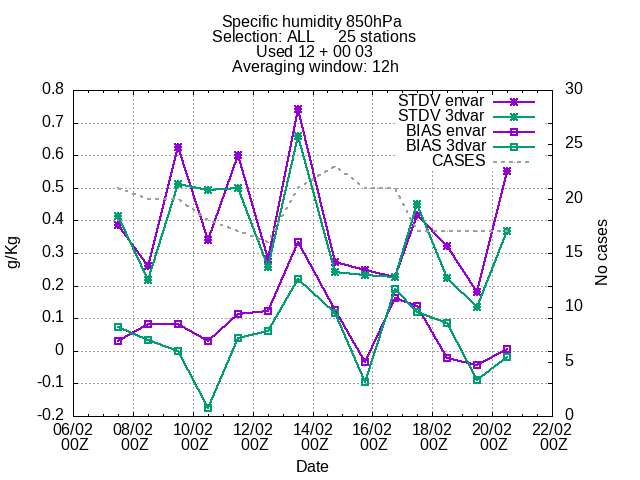 Specific humidity 850hPa
Selection: ALL 25 stations
Used 12 + 00 03
Averaging window: 12h
0.8
0.7
0.6
0.5
0.4
0.3
0.2
0.1
0
-0.1
-0.2
g/Kg
30
25
20
15
10
5
0
No cases
STDV envar
STDV 3dvar
BIAS envar
BIAS 3dvar
CASES
06/02 08/02 10/02 12/02 14/02 16/02 18/02 20/02 22/02
00Z 00Z 00Z 00Z 00Z 00Z 00Z 00Z 00Z
Date